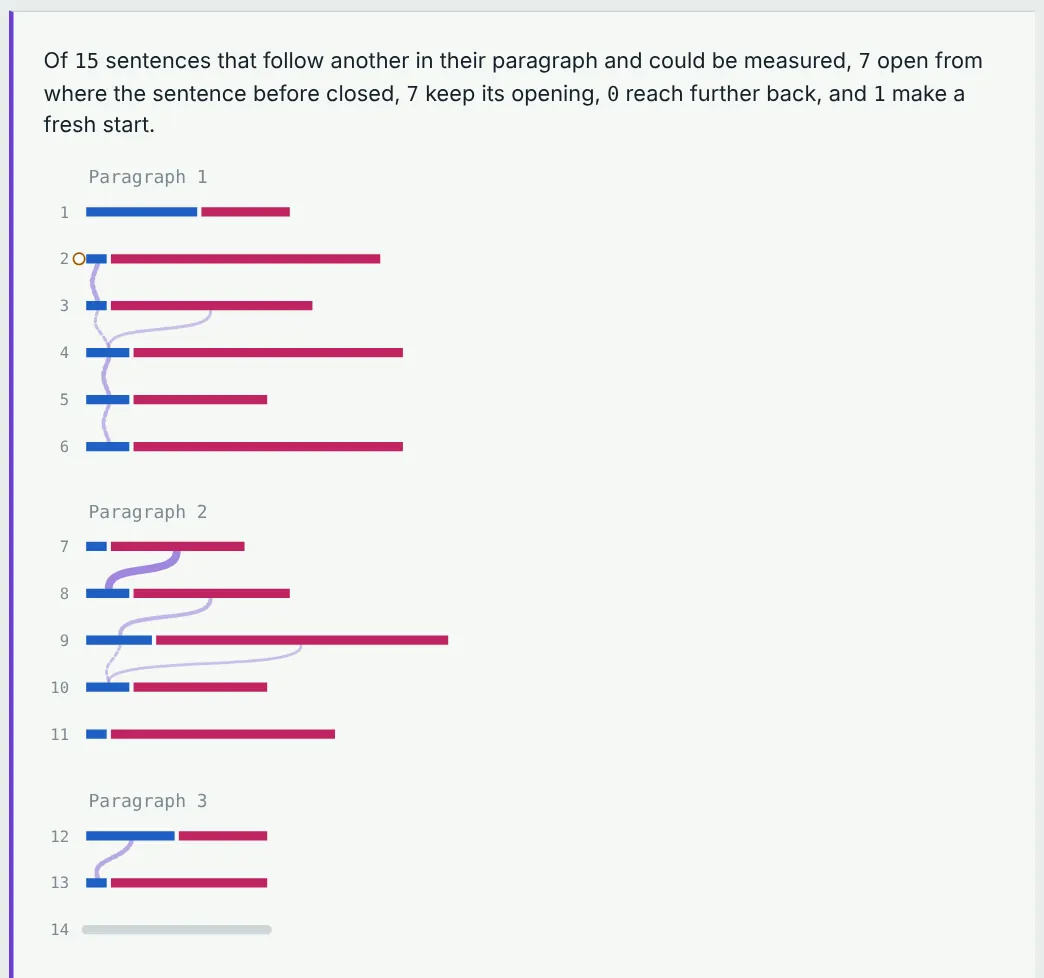 Of 15 sentences that follow another in their paragraph and could be measured, 7 open from
where the sentence before closed, 7 keep its opening, 0 reach further back, and 1 make a
fresh start.
Paragraph 1
1
2
3
4
5
6
Paragraph 2
7
8
9
10
11
Paragraph 3
12
13
14